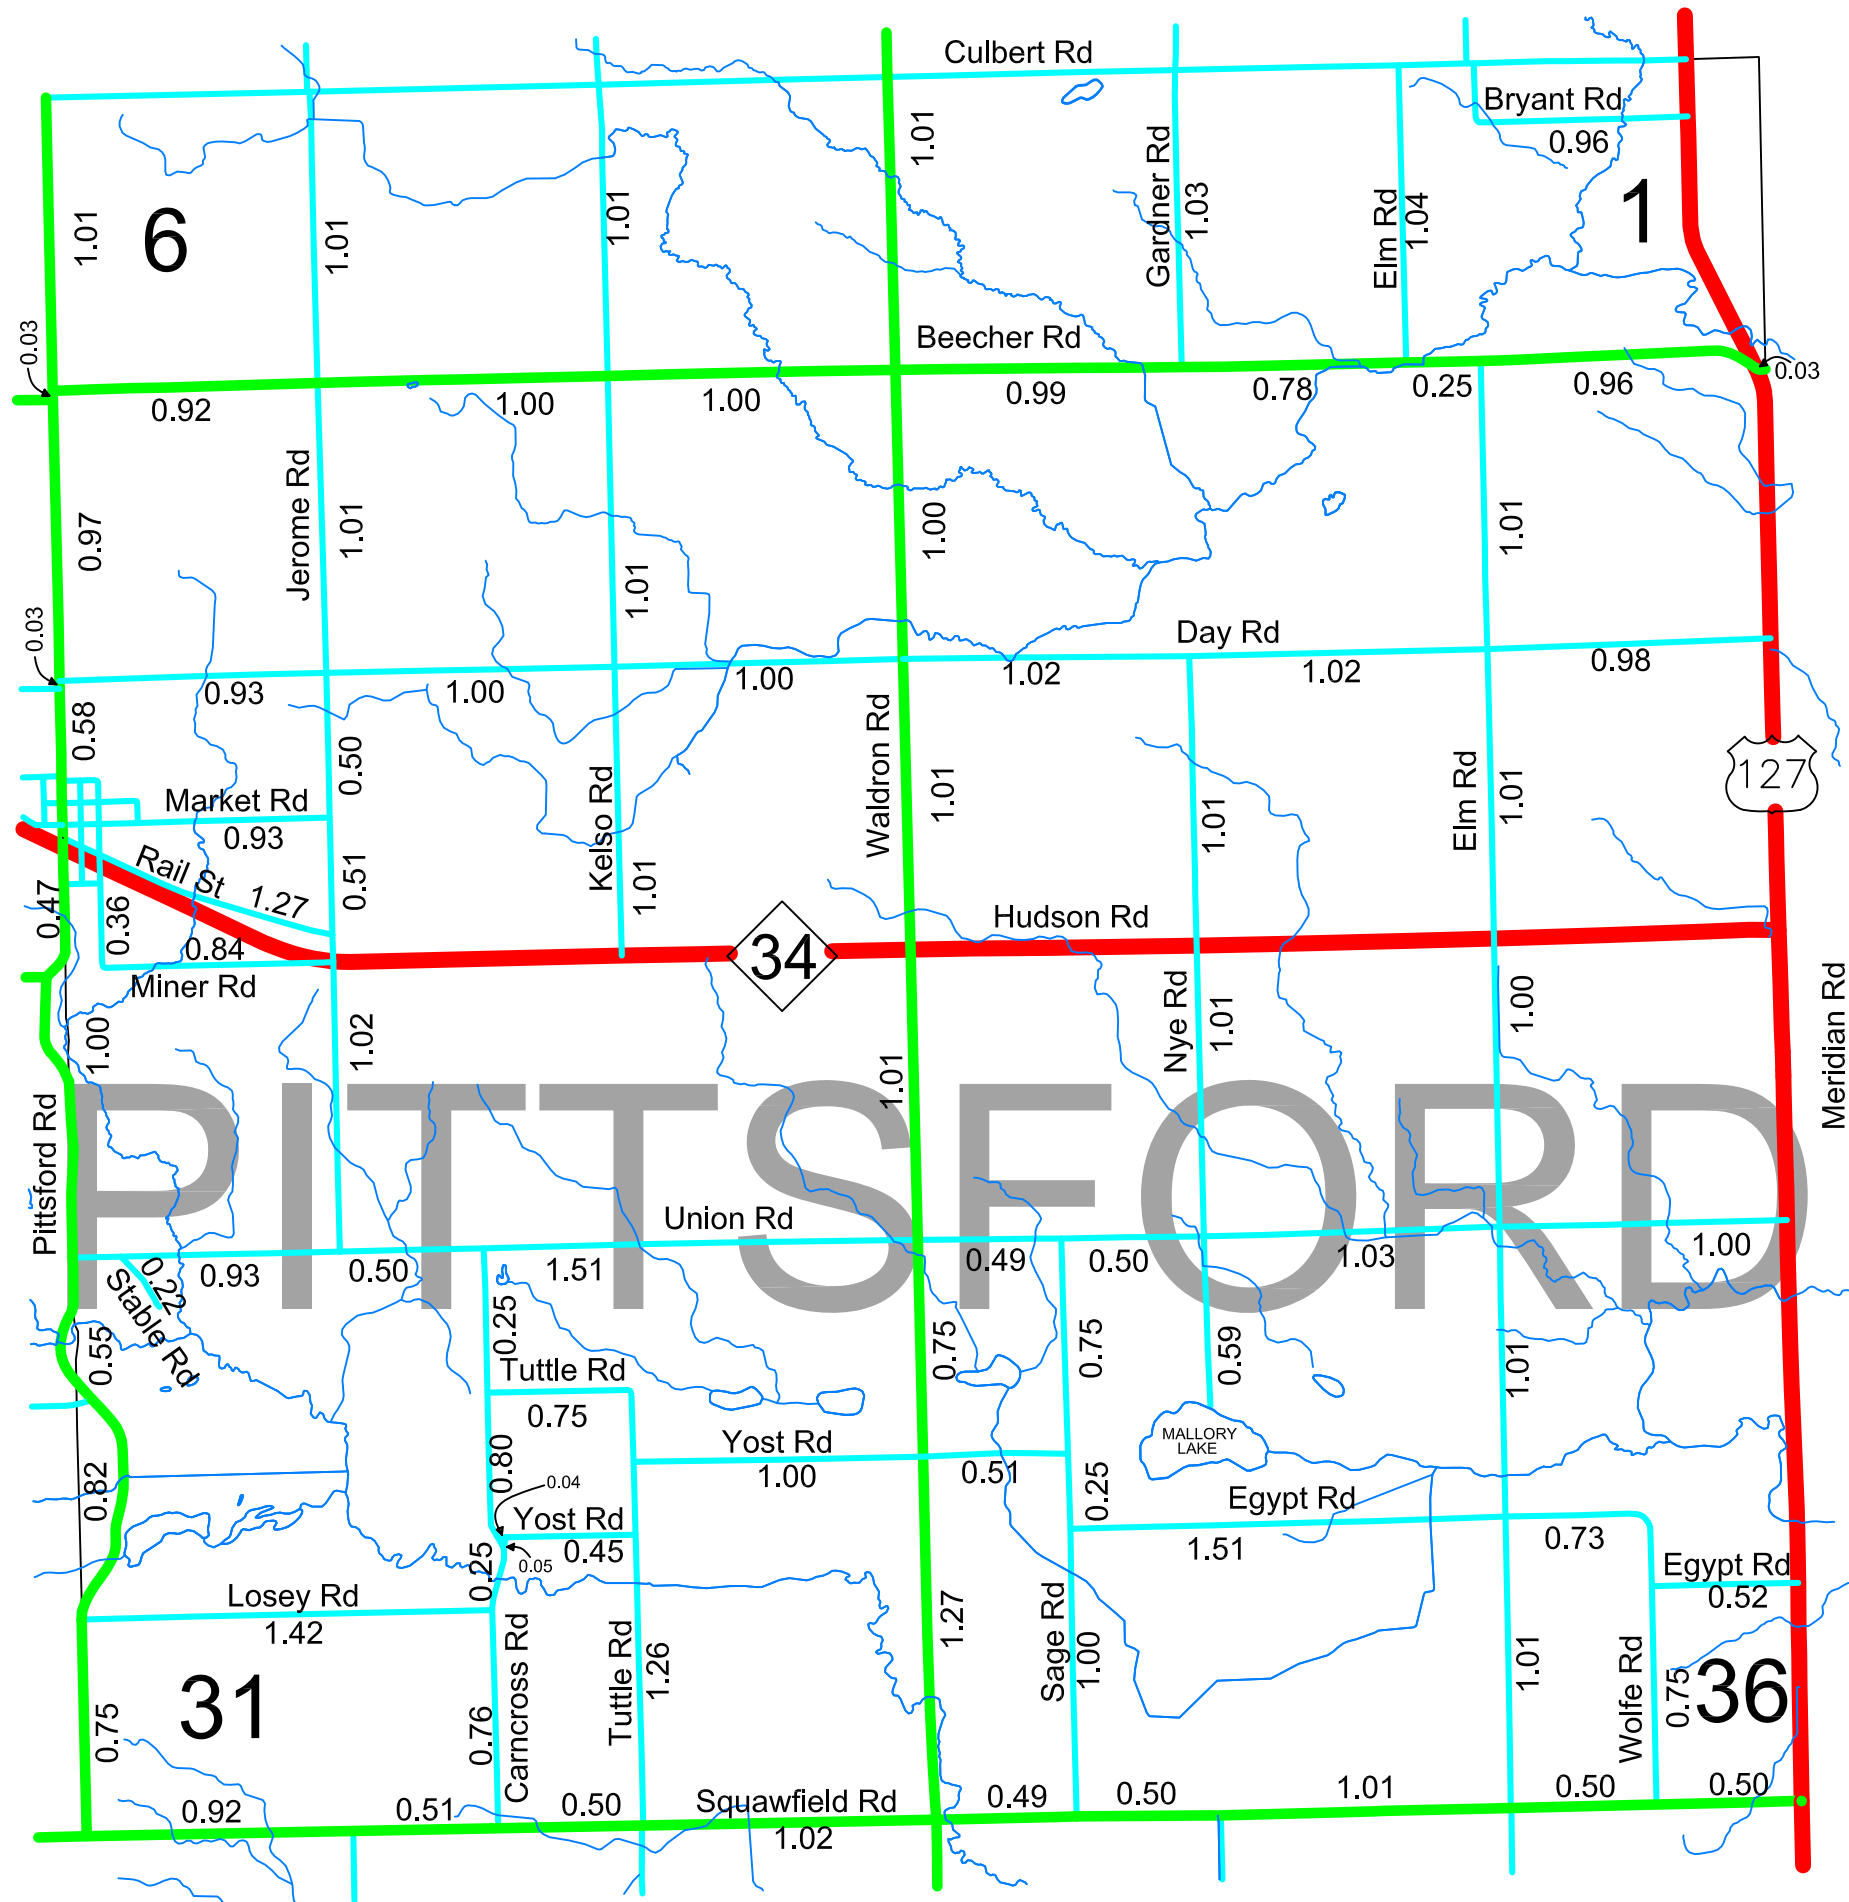 Culbert Rd
Bryant Rd
0.96
1.01
1.01
1.01
1.01
Gardner Rd
1.03
Elm Rd
1.04
6
1
0.03
Beecher Rd
0.03
0.92
1.00
1.00
0.99
0.78
0.25
0.96
Jerome Rd
0.97
1.01
1.01
1.00
1.01
0.03
Day Rd
0.93
1.00
1.00
1.02
1.02
0.98
0.58
0.50
Kelso Rd
Waldron Rd
1.01
1.01
Elm Rd
1.01
127
Market Rd
0.93
Rail St
1.27
0.51
1.01
0.47
0.36
0.84
Miner Rd
34
Hudson Rd
1.00
1.02
1.01
Nye Rd
1.01
1.00
Meridian Rd
PITTSFORD
Pittsford Rd
Union Rd
0.93
0.50
1.51
0.49
0.50
1.03
1.00
0.22
Stable Rd
0.55
0.25
0.75
0.75
0.59
1.01
Tuttle Rd
0.75
MALLORY
LAKE
Yost Rd
1.00
0.51
0.80
0.82
0.04
0.25
Egypt Rd
1.51
0.73
Yost Rd
0.45
0.05
0.25
Egypt Rd
0.52
Losey Rd
1.42
Carncross Rd
Tuttle Rd
1.26
1.27
Sage Rd
1.00
1.01
Wolfe Rd
0.75
36
31
0.75
0.76
0.92
0.51
0.50
Squawfield Rd
1.02
0.49
0.50
1.01
0.50
0.50